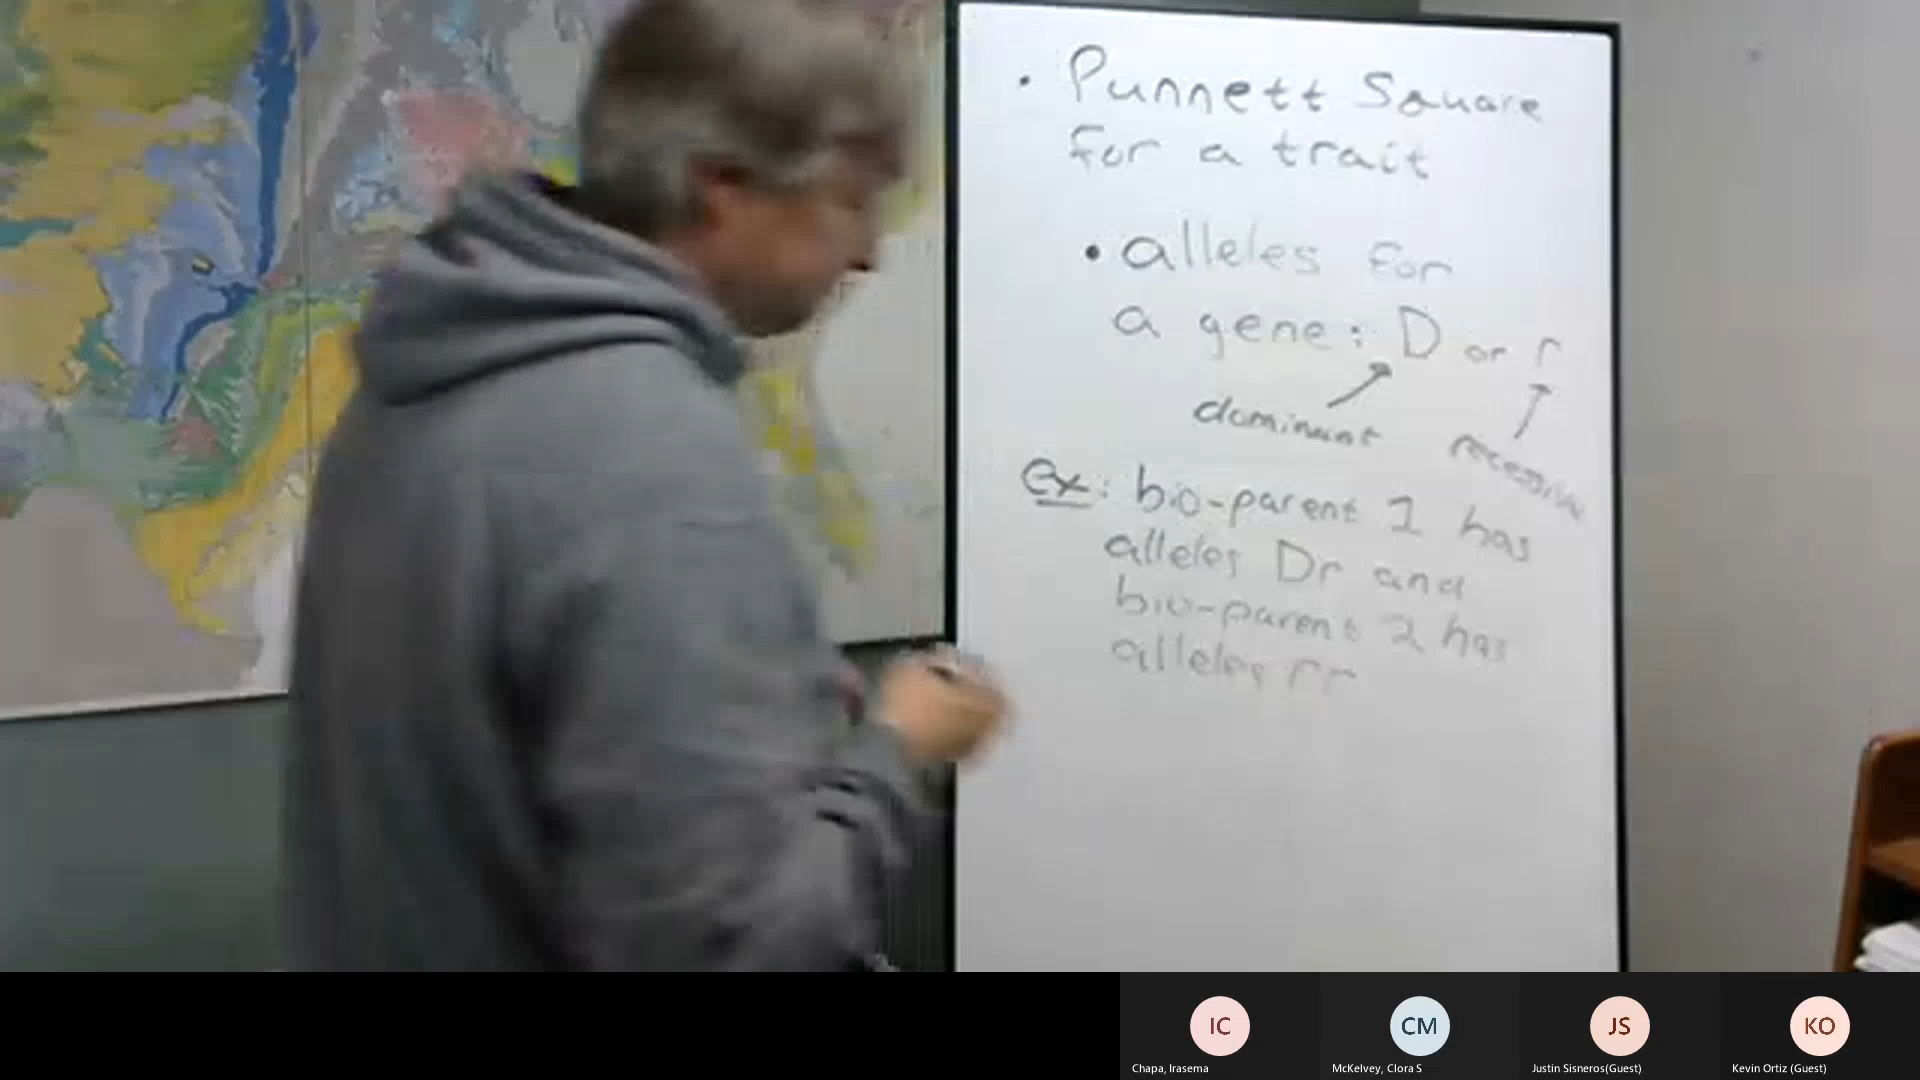 • Punnett Square
for a trait
• alleles for
a gene: D or r
dominant
recessive
ex: bio-parent 1 has
alleles Dr and
bio-parent 2 has
alleles rr
IC
CM
JS
KO
Chapa, Irasema
McKelvey, Clora S
Justin Sisneros(Guest)
Kevin Ortiz (Guest)